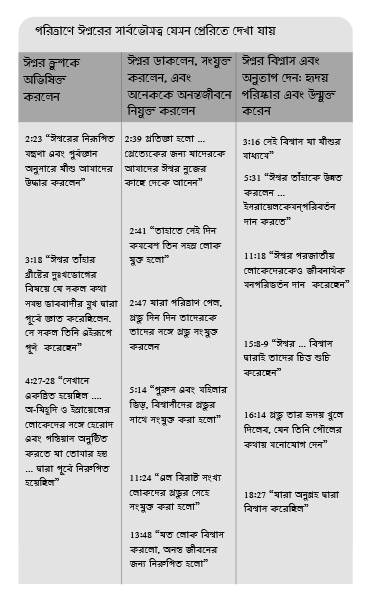 পরিত্রাণে ঈশ্বরের সার্বভৌমত্ব যেমন প্রেরিতে দেখা যায়
ঈশ্বর ক্রুশকে
অভিষিক্ত
করলেন
ঈশ্বর ডাকলেন, সংযুক্ত
করলেন, এবং
অনেককে অনন্তজীবনে
নিযুক্ত করলেন
ঈশ্বর বিশ্বাস এবং
অনুতাপ দেন: হৃদয়
পরিষ্কার এবং উন্মুক্ত
করেন
2:23 “ঈশ্বরের নিরূপিত
মন্ত্রণা এবং পূর্বজ্ঞান
অনুসারে যীশু আমাদের
উদ্ধার করলেন”
3:18 “ঈশ্বর তাঁহার
খ্রীষ্টের দুঃখভোগের
বিষয়ে যে সকল কথা
সমস্ত ভাববাদীর মুখ দ্বারা
পূর্বে জ্ঞাত করেছিলেন.
সে সকল তিনি এইরূপে
পূর্ণ করেছেন”
4:27-28 “সেখানে
একত্রিত হয়েছিল ....
অ-যিহূদি ও ইস্রায়েলের
লোকেদের সঙ্গে হেরোদ
এবং পন্তিয়াস অনুষ্ঠিত
করতে যা তোমার হস্ত
... দ্বারা পূর্বে নিরূপিত
হয়েছিল”
2:39 প্রতিজ্ঞা হলো ...
প্রত্যেকের জন্য যাদেরকে
আমাদের ঈশ্বর নুজের
কাছে দেকে আনেন”
2:41 “তাহাতে সেই দিন
কমবেশ তিন সহস্র লোক
যুক্ত হলো”
2:47 যারা পরিত্রাণ পেল,
প্রভু দিন দিন তাদেরকে
তাদের সঙ্গে প্রভু সংযুক্ত
করলেন
5:14 “পুরুস এবং মহিলার
ভিড়, বিশ্বাসীদের প্রভুর
সাথে সংযুক্ত করা হলো”
11:24 “এল বিরাট্ট সংখ্য
লোকদের প্রভুর সেহে
সংযুক্ত করা হলো”
13:48 “যত লোক বিশ্বাস
করলো, অনন্ত জীবনের
জন্য নিরূপিত হলো”
3:16 সেই বিশ্বাস যা যীশুর
মাধ্যমে”
5:31 “ঈশ্বর তাঁহাকে উন্নত
করলেন ...
ইসরায়েলকেমন্‌পরিবর্তন
দান করতে”
11:18 “ঈশ্বর পরজাতীয়
লোকেদেরকেও জীবনার্থক
মনপরিবর্তন দান করেছেন”
15:8-9 “ঈশ্বর ... বিশ্বাস
দ্বারাই তাদের চিত্ত শুচি
করেছেন”
16:14 প্রভু তার হৃদয় খুলে
দিলেব, যেন তিনি পৌলের
কথায় মনোযোগ দেন”
18:27 “যারা অনুগ্রহ দ্বারা
বিশ্বাস করেছিল”